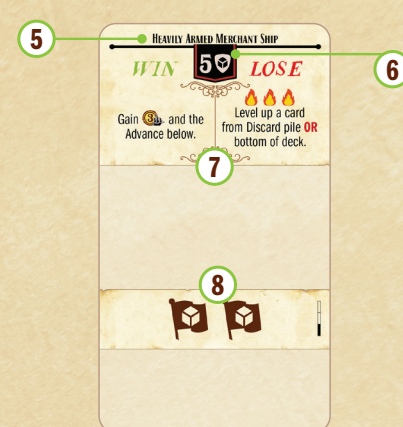 5
HEAVILY ARMED MERCHANT SHIP
6
WIN 5 LOSE
Gain 3 and the
Advance below.
Level up a card
from Discard pile OR
bottom of deck.
7
8